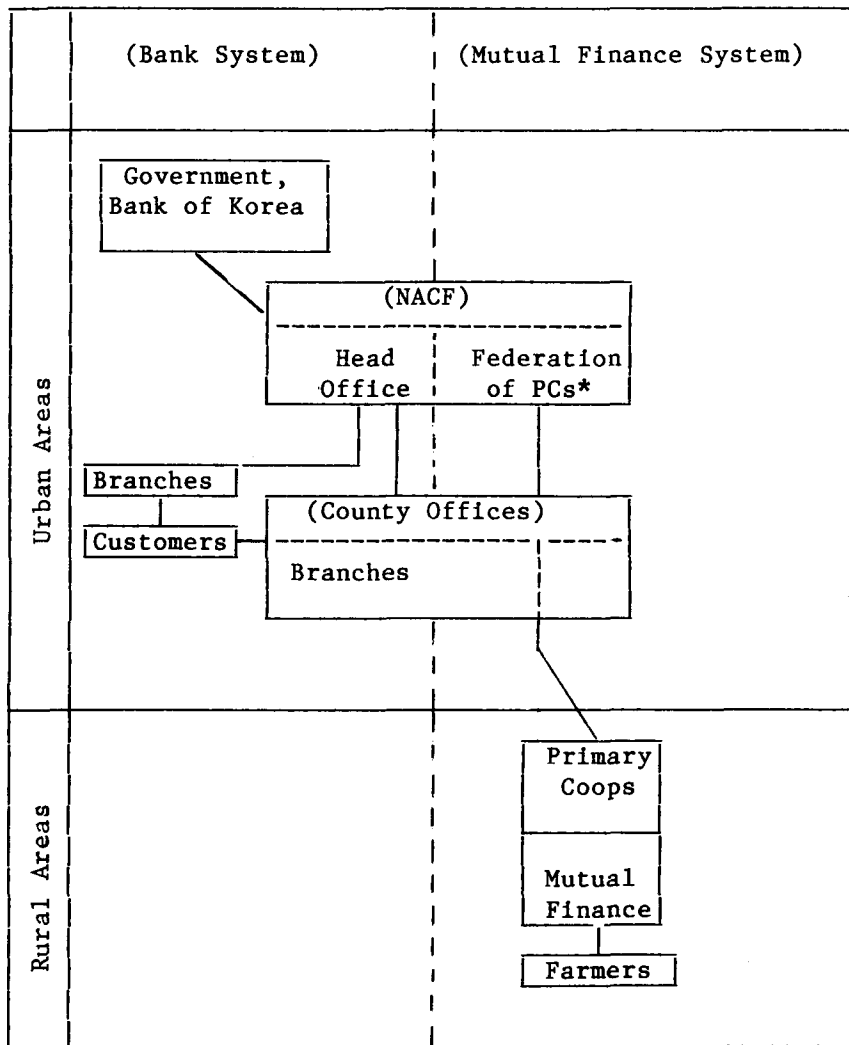 (Bank System)
(Mutual Finance System)
Urban Areas
Government,
Bank of Korea
(NACF)
Head
Office
Federation
of PCs*
Branches
Customers
(County Offices)
Branches
Rural Areas
Primary
Coops
Mutual
Finance
Farmers